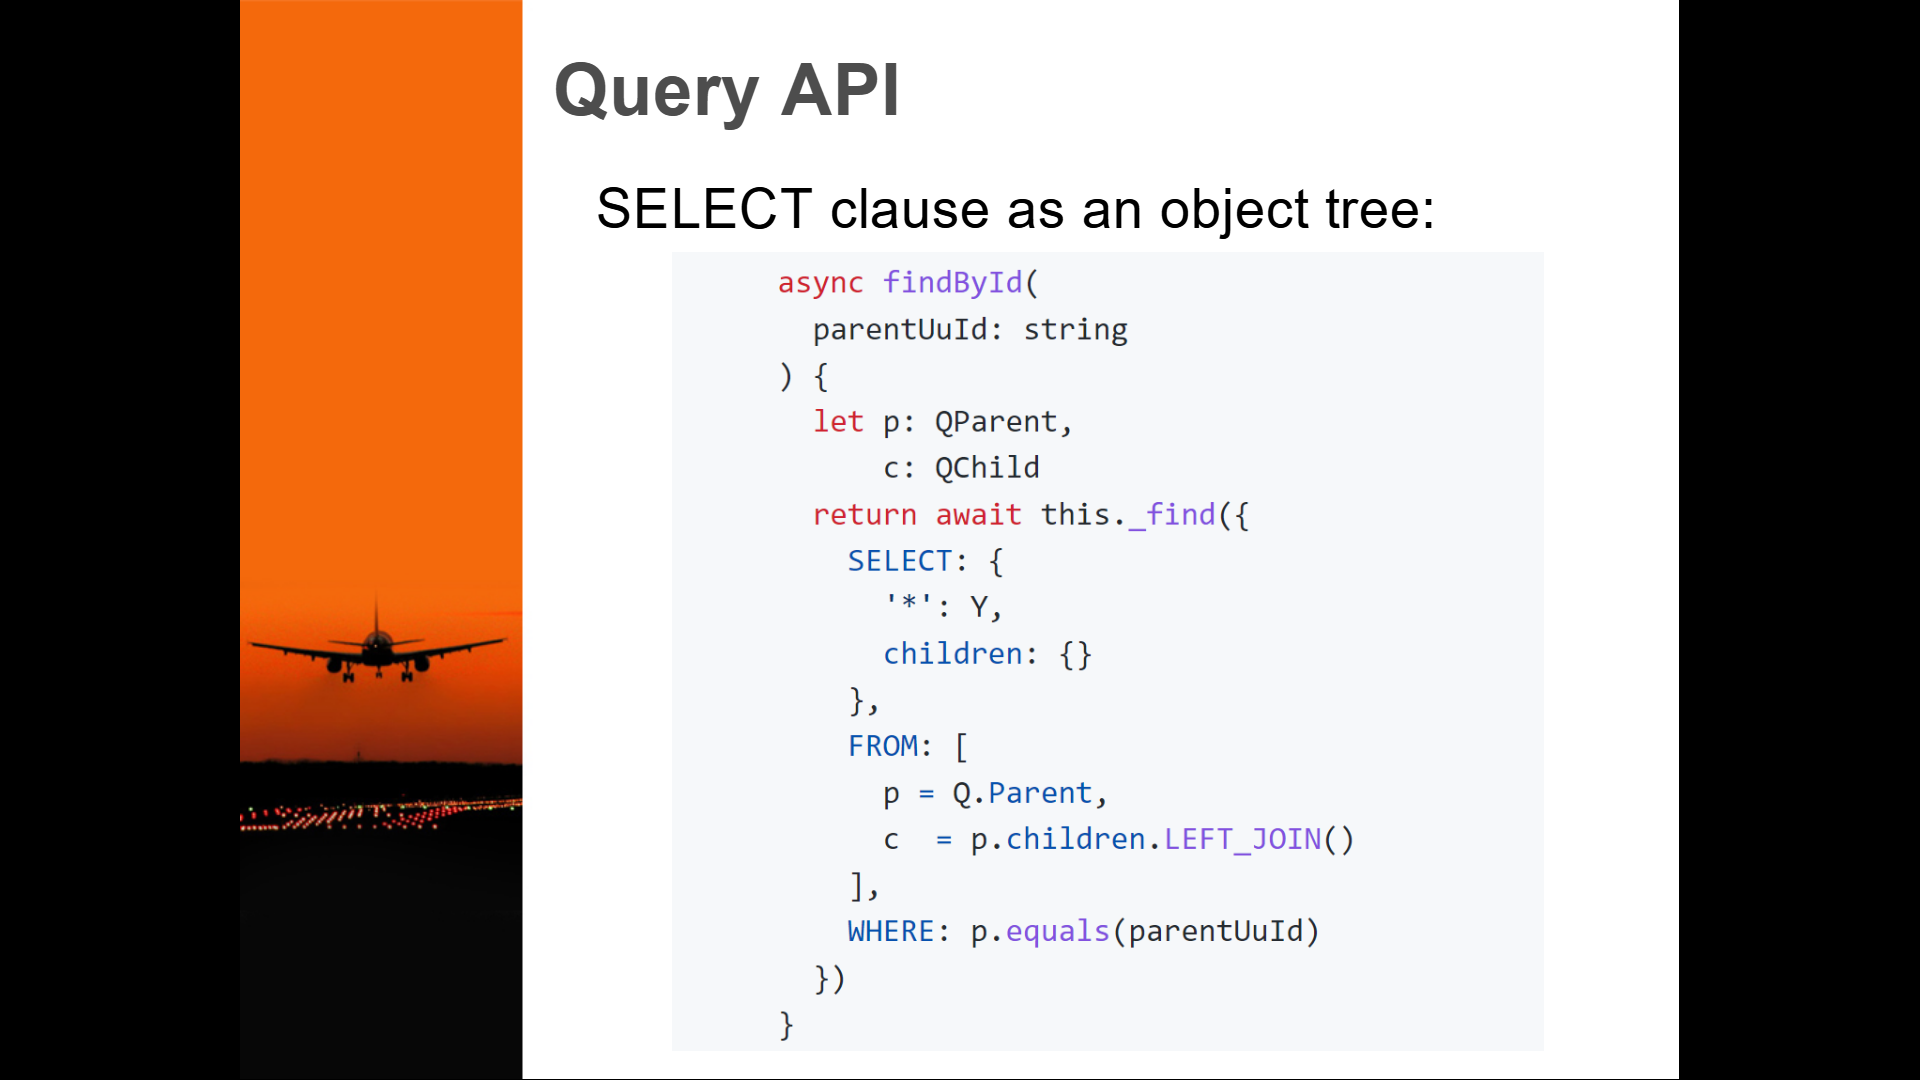 Query API
SELECT clause as an object tree:
async findById(
  parentUuId: string
) {
  let p: QParent,
      c: QChild
  return await this._find({
    SELECT: {
      '*': Y,
      children: {}
    },
    FROM: [
      p = Q.Parent,
      c  = p.children.LEFT_JOIN()
    ],
    WHERE: p.equals(parentUuId)
  })
}